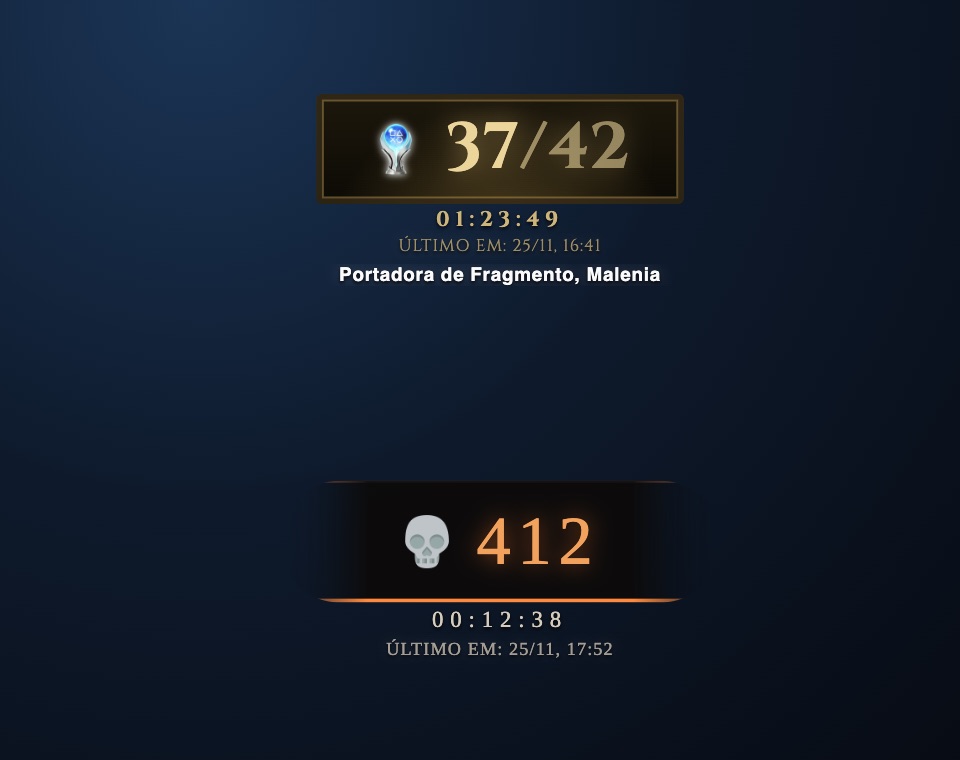 37/42
01:23:49
ÚLTIMO EM: 25/11, 16:41
Portadora de Fragmento, Malenia
412
00:12:38
ÚLTIMO EM: 25/11, 17:52